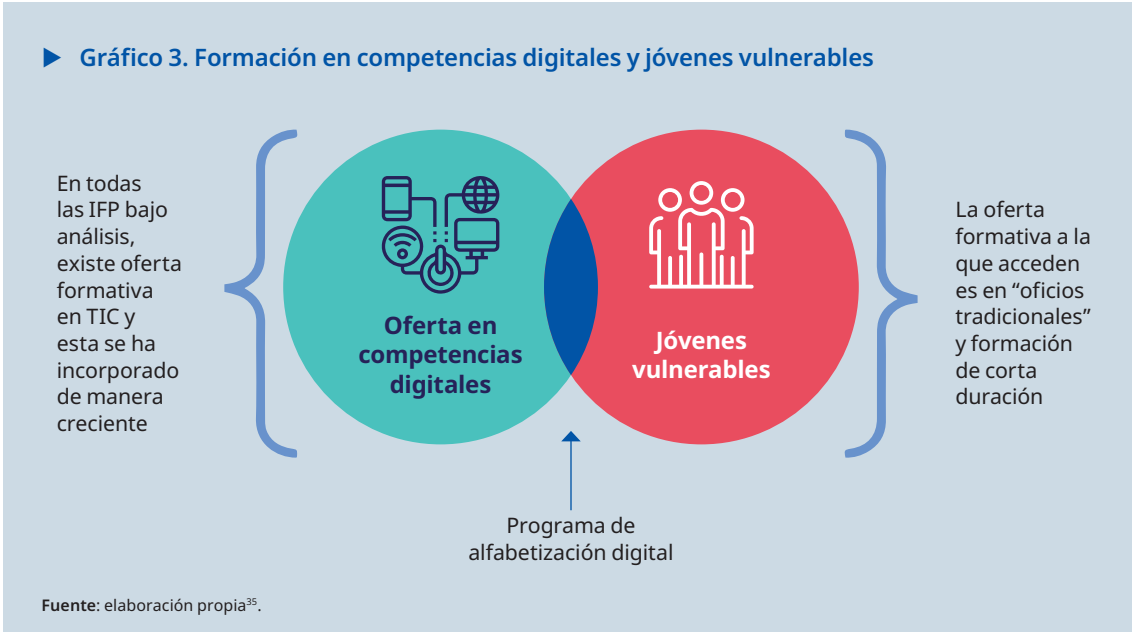 ▶ Gráfico 3. Formación en competencias digitales y jóvenes vulnerables
En todas
las IFP bajo
análisis,
existe oferta
formativa
en TIC y
esta se ha
incorporado
de manera
creciente
Oferta en
competencias
digitales
Jóvenes
vulnerables
La oferta
formativa a la
que acceden
es en “oficios
tradicionales”
y formación
de corta
duración
Programa de
alfabetización digital
Fuente: elaboración propia³⁵.